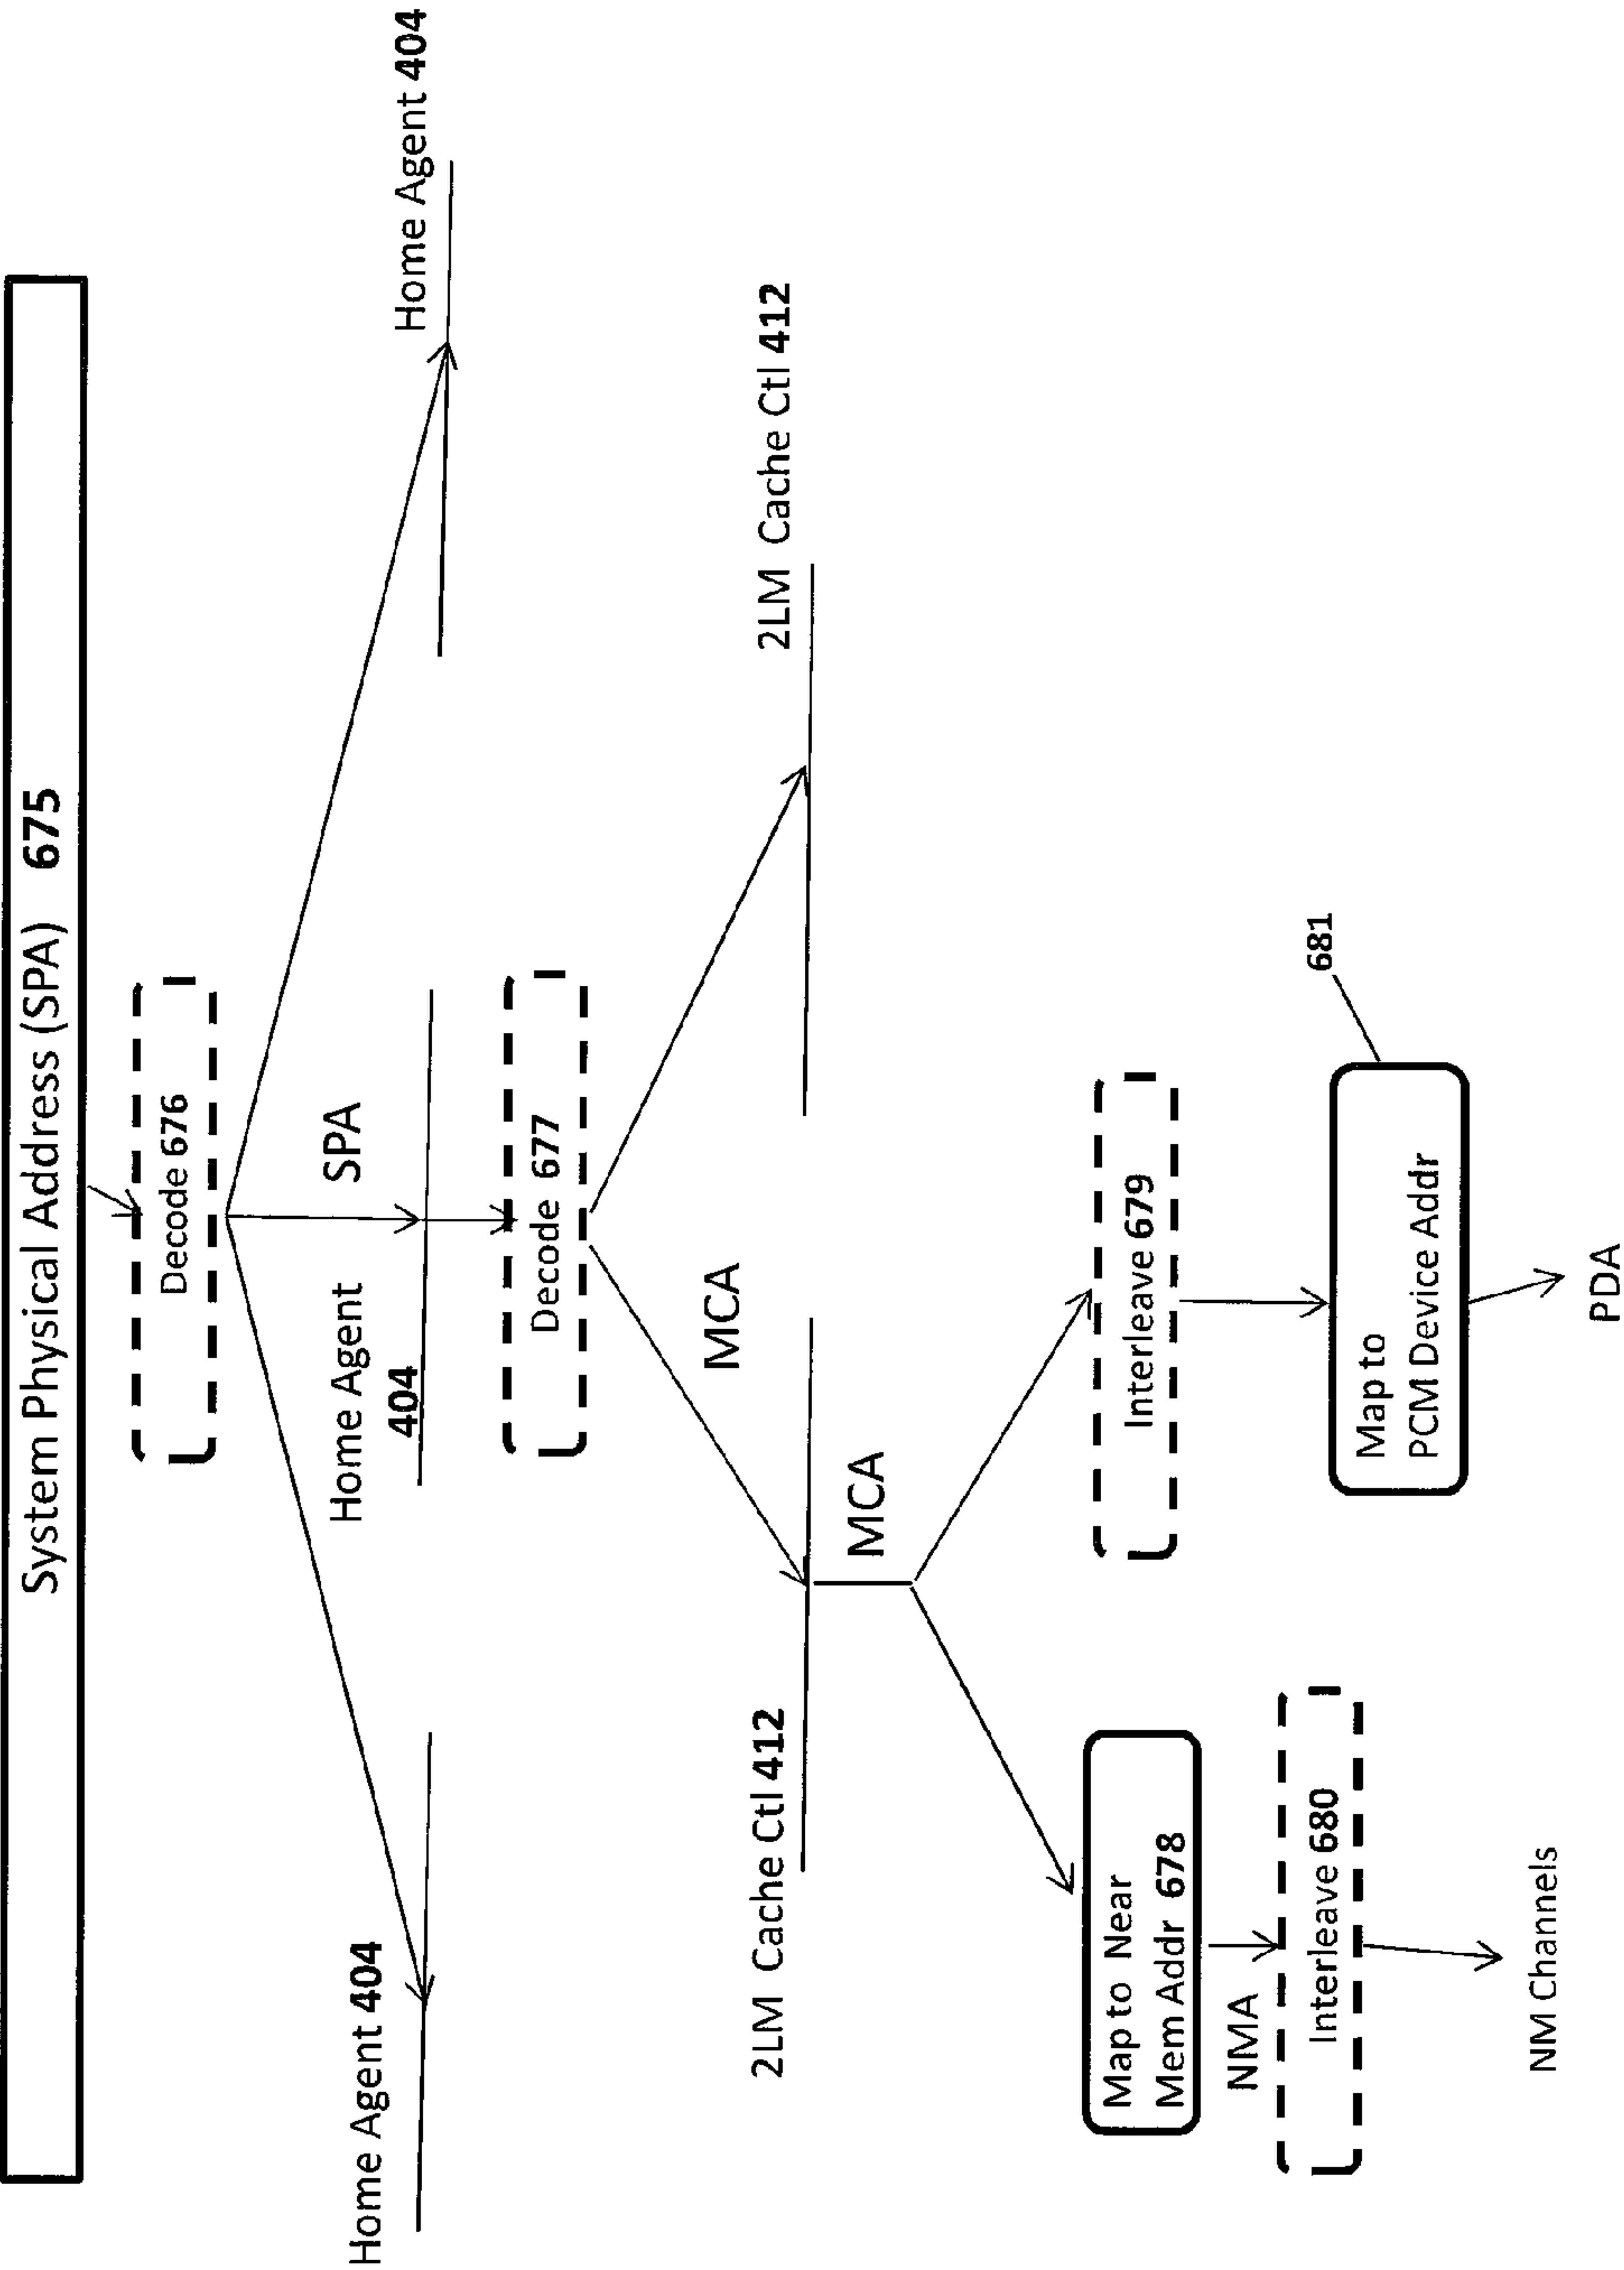 System Physical Address (SPA) 675
Decode 676
Home Agent 404
Home Agent
404
SPA
Home Agent 404
Decode 677
MCA
2LM Cache Ctl 412
2LM Cache Ctl 412
MCA
Map to Near
Mem Addr 678
Interleave 679
681
NMA
Interleave 680
Map to
PCM Device Addr
NM Channels
PDA